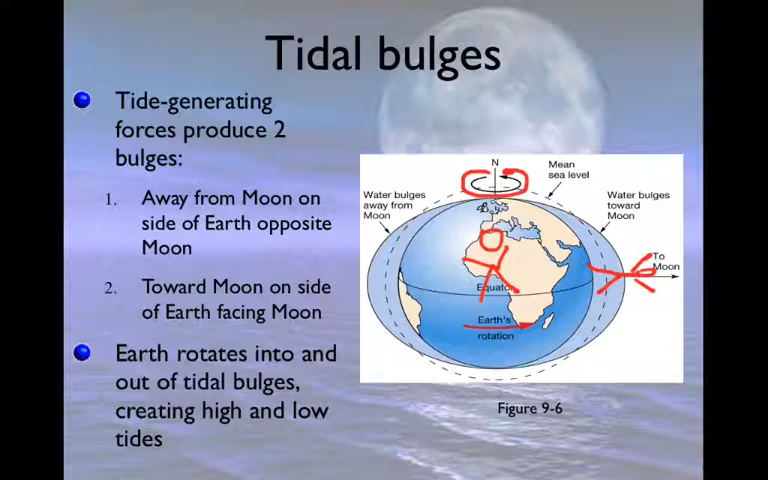 Tidal bulges
Tide-generating
forces produce 2
bulges:
1. Away from Moon on
side of Earth opposite
Moon
2. Toward Moon on side
of Earth facing Moon
Earth rotates into and
out of tidal bulges,
creating high and low
tides
N
Mean
sea level
Water bulges
away from
Moon
Water bulges
toward
Moon
To
Moon
Equator
Earth's
rotation
Figure 9-6